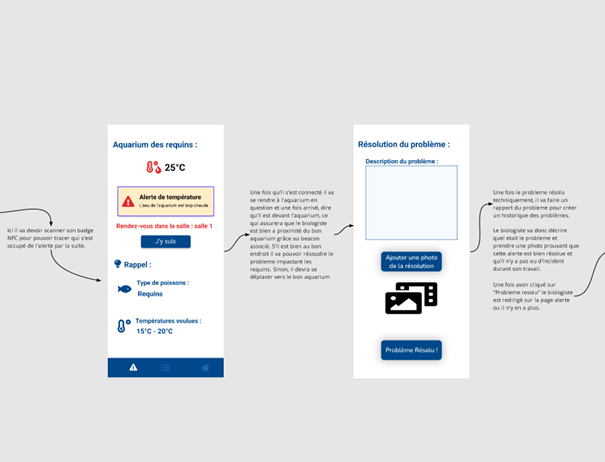 Ici il va devoir scanner son badge
NFC pour pouvoir tracer qui s'est
occupé de l'alerte par la suite.
Aquarium des requins :
25°C
Alerte de température
L'eau de l'aquarium est trop chaude
Rendez-vous dans la salle : salle 1
J'y suis
Rappel :
Type de poissons :
Requins
Températures voulues :
15°C - 20°C
Une fois qu'il s'est connecté il va
se rendre à l'aquarium en
question et une fois arrivé, dire
qu'il est devant l'aquarium, ce
qui assurera que le biologiste
est bien a proximité du bon
aquarium grâce au beacon
associé. S'il est bien au bon
endroit il va pouvoir résoudre le
probleme impactant les
requins. Sinon, il devra se
déplacer vers le bon aquarium
Résolution du problème :
Description du problème :
Ajouter une photo
de la résolution
Problème Résolu !
Une fois le problème résolu
techniquement, il va faire un
rapport du probleme pour créer
un historique des problèmes.
Le biologiste va donc décrire
quel etait le probleme et
prendre une photo prouvant que
cette alerte est bien résolue et
qu'il n'y a pas eu d'incident
durant son travail.
Une fois avoir cliqué sur
"Probleme resolu" le biologiste
est redirigé sur la page alerte
ou il n'y en a plus.